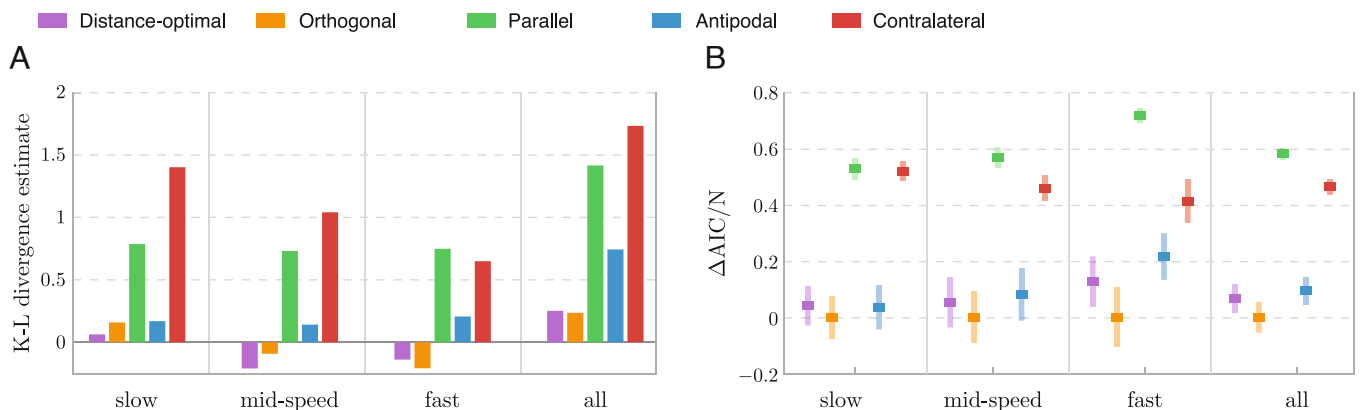 Distance-optimal Orthogonal Parallel Antipodal Contralateral
A
K-L divergence estimate
2
1.5
1
0.5
0
slow mid-speed fast all
B
ΔAIC/N
0.8
0.6
0.4
0.2
0
−0.2
slow mid-speed fast all